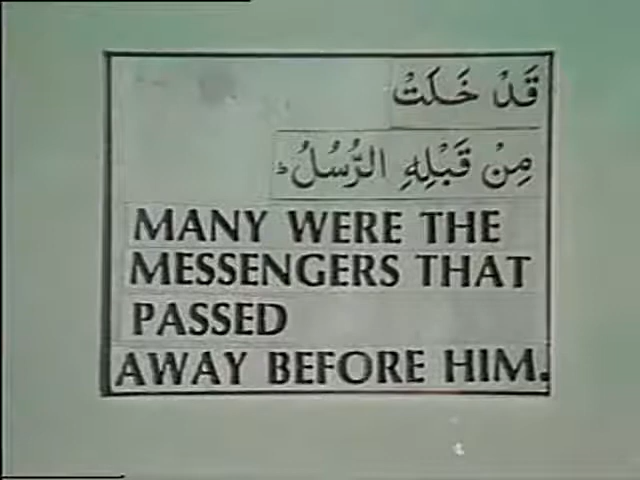 قَدْ خَلَتْ
مِنْ قَبْلِهِ الرُّسُلُ ط
MANY WERE THE
MESSENGERS THAT
PASSED
AWAY BEFORE HIM.